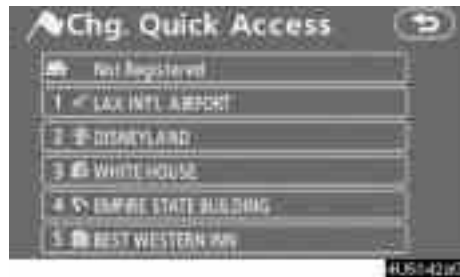 Chg. Quick Access
Not Registered
1 LAX INTL AIRPORT
2 DISNEYLAND
3 WHITE HOUSE
4 EMPIRE STATE BUILDING
5 BEST WESTERN INN